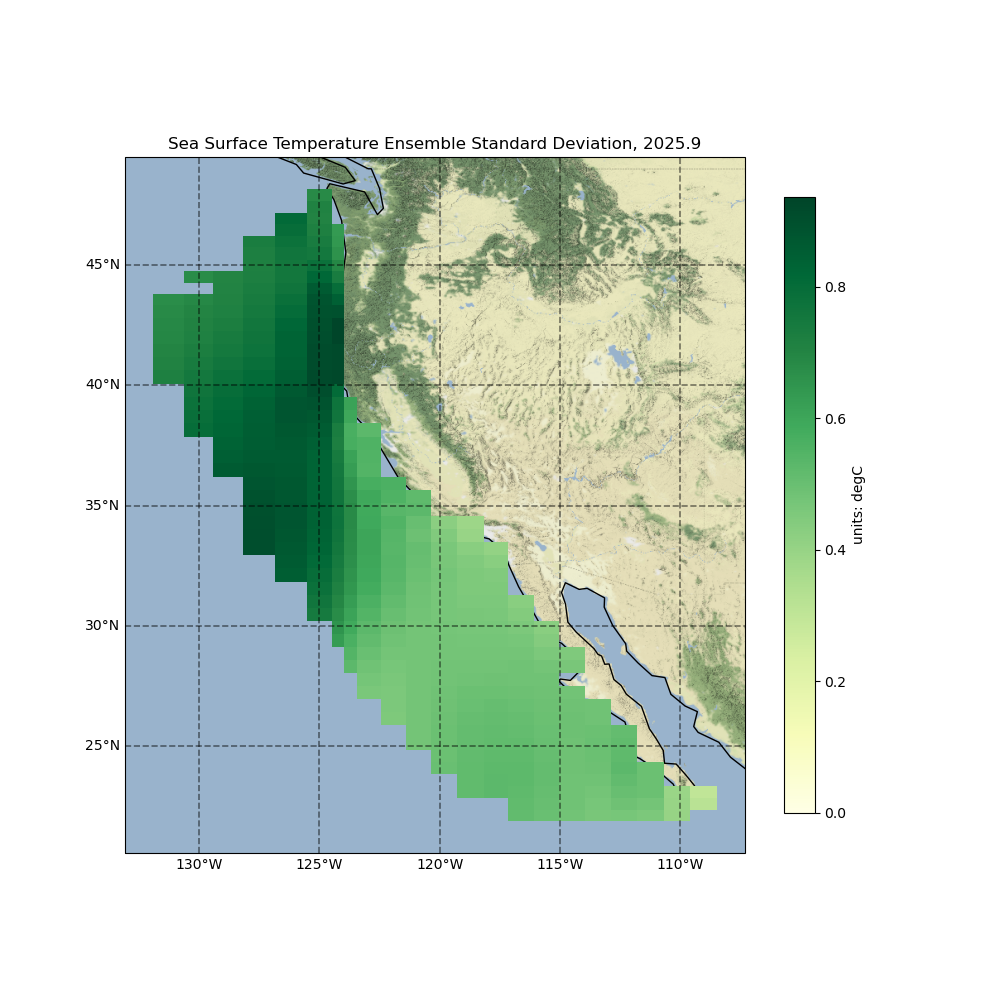 Sea Surface Temperature Ensemble Standard Deviation, 2025.9
45°N
40°N
35°N
30°N
25°N
130°W 125°W 120°W 115°W 110°W
0.8
0.6
0.4
0.2
0.0
units: degC